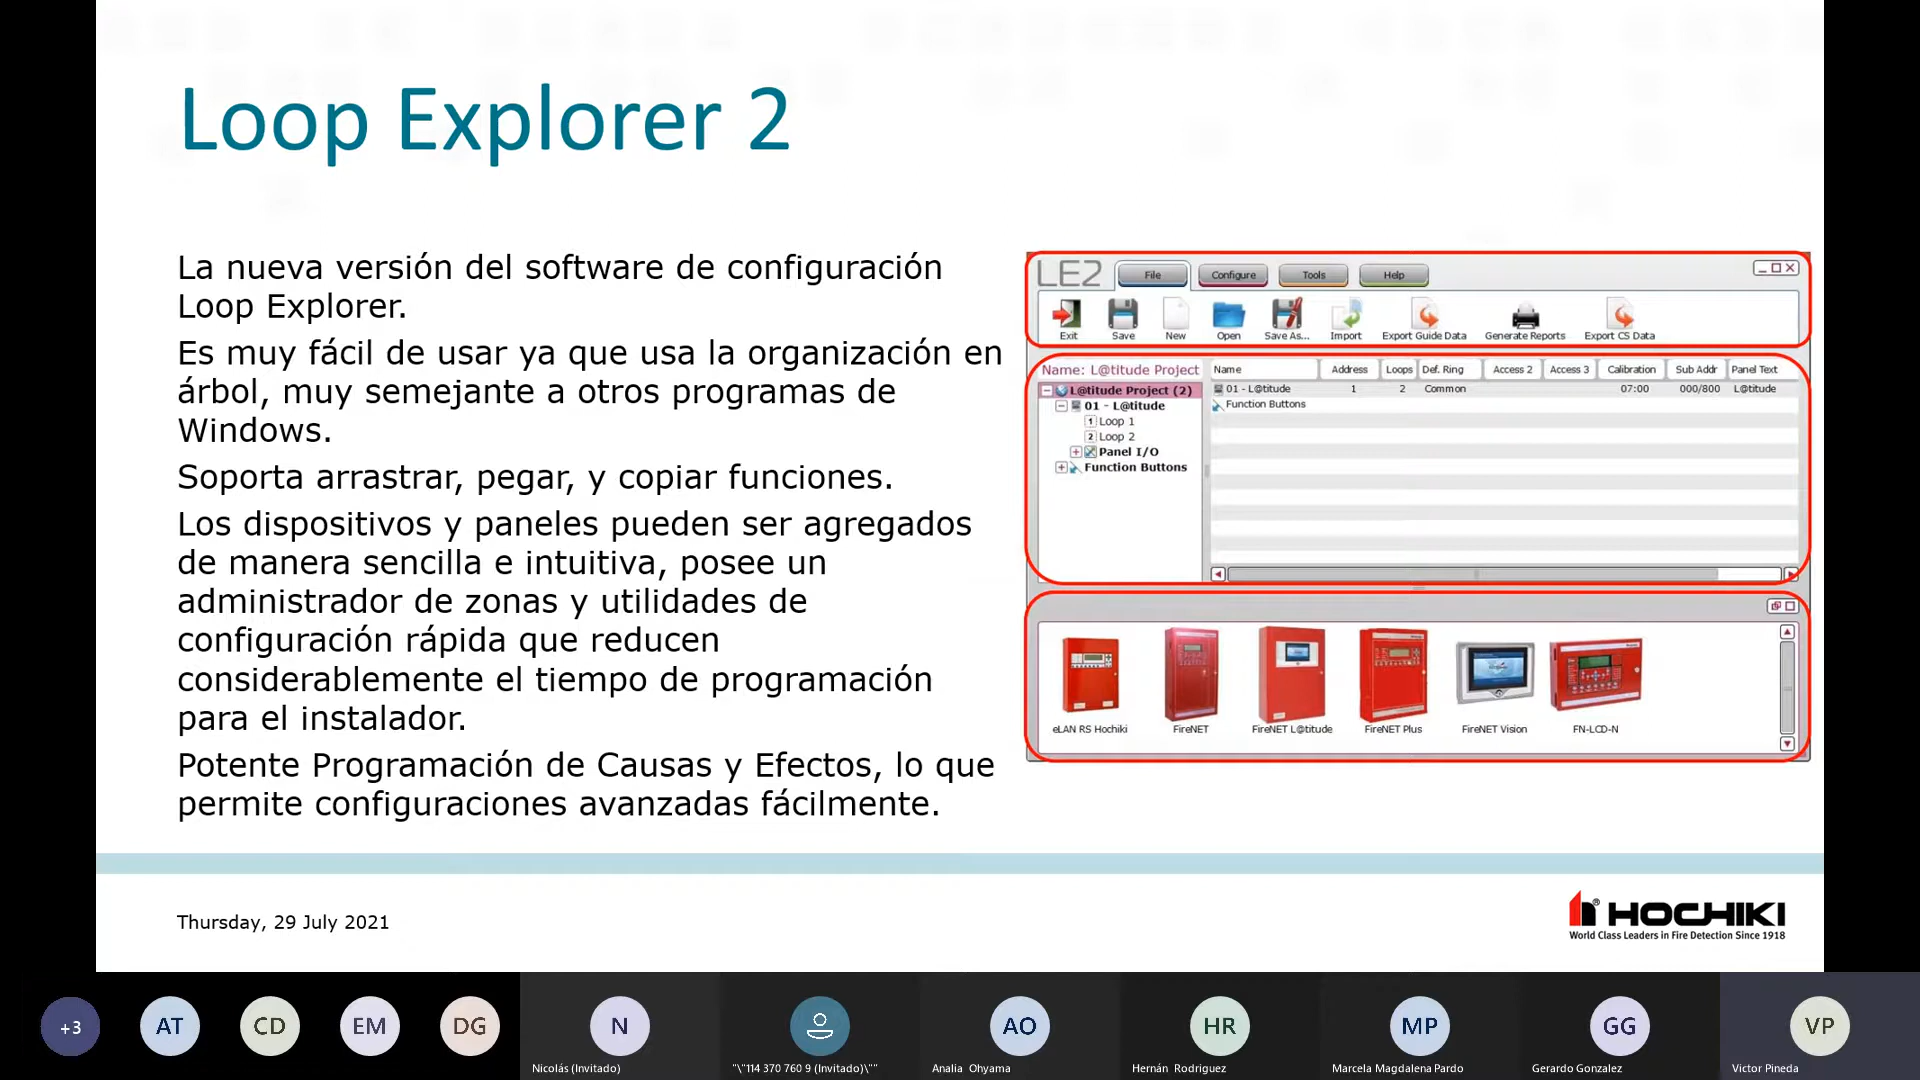 Loop Explorer 2
La nueva versión del software de configuración
Loop Explorer.
Es muy fácil de usar ya que usa la organización en
árbol, muy semejante a otros programas de
Windows.
Soporta arrastrar, pegar, y copiar funciones.
Los dispositivos y paneles pueden ser agregados
de manera sencilla e intuitiva, posee un
administrador de zonas y utilidades de
configuración rápida que reducen
considerablemente el tiempo de programación
para el instalador.
Potente Programación de Causas y Efectos, lo que
permite configuraciones avanzadas fácilmente.
LE2 File Configure Tools Help
Exit Save New Open Save As... Import Export Guide Data Generate Reports Export CS Data
Name: L@titude Project
L@titude Project (2)
01 - L@titude
1 Loop 1
2 Loop 2
Panel I/O
Function Buttons
Name Address Loops Def. Ring Access 2 Access 3 Calibration Sub Addr Panel Text
01 - L@titude 1 2 Common 07:00 000/800 L@titude
Function Buttons
eLAN RS Hochiki FireNET FireNET L@titude FireNET Plus FireNET Vision FN-LCD-N
Thursday, 29 July 2021
HOCHIKI
World Class Leaders in Fire Detection Since 1918
+3 AT CD EM DG N AO HR MP GG VP
Nicolás (Invitado) "\"114 370 760 9 (Invitado)\"" Analia Ohyama Hernán Rodriguez Marcela Magdalena Pardo Gerardo Gonzalez Victor Pineda